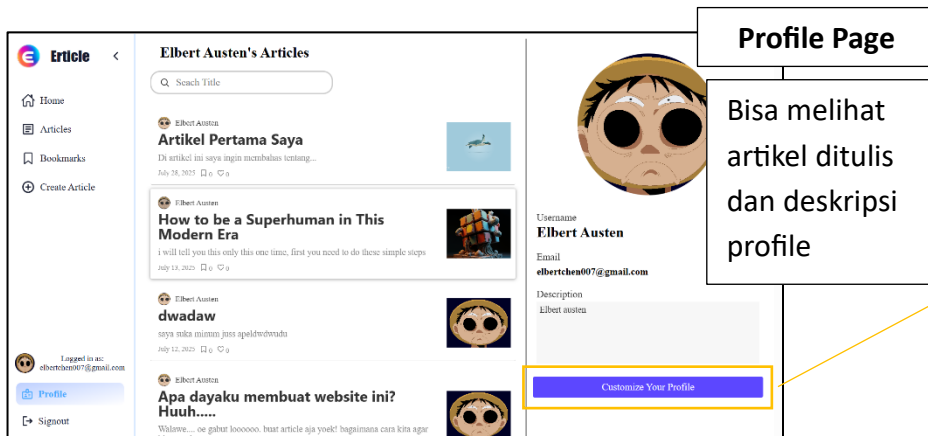 Erticle
Home
Articles
Bookmarks
Create Article
Logged in as:
elbertchen007@gmail.com
Profile
Signout
Elbert Austen's Articles
Seach Title
Elbert Austen
Artikel Pertama Saya
Di artikel ini saya ingin membahas tentang...
July 28, 2025 0 0
Elbert Austen
How to be a Superhuman in This
Modern Era
i will tell you this only this one time, first you need to do these simple steps
July 13, 2025 0 0
Elbert Austen
dwadaw
saya suka minum juss apeldwdwudu
July 12, 2025 0 0
Elbert Austen
Apa dayaku membuat website ini?
Huuh.....
Walawe.... oe gabut loooooo. buat article aja yoek! bagaimana cara kita agar
Username
Elbert Austen
Email
elbertchen007@gmail.com
Description
Elbert austen
Customize Your Profile
Profile Page
Bisa melihat
artikel ditulis
dan deskripsi
profile